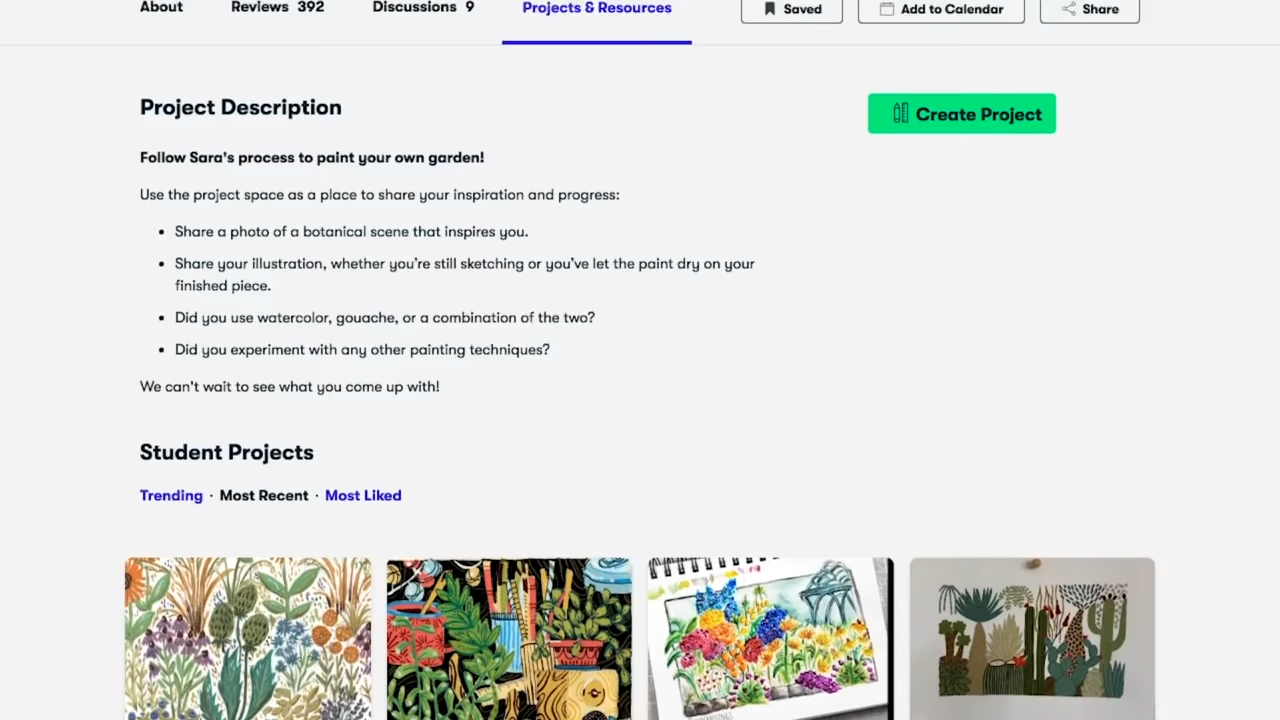 About Reviews 392 Discussions 9 Projects & Resources Saved Add to Calendar Share
Project Description
Create Project
Follow Sara's process to paint your own garden!
Use the project space as a place to share your inspiration and progress:
• Share a photo of a botanical scene that inspires you.
• Share your illustration, whether you're still sketching or you've let the paint dry on your
finished piece.
• Did you use watercolor, gouache, or a combination of the two?
• Did you experiment with any other painting techniques?
We can't wait to see what you come up with!
Student Projects
Trending · Most Recent · Most Liked